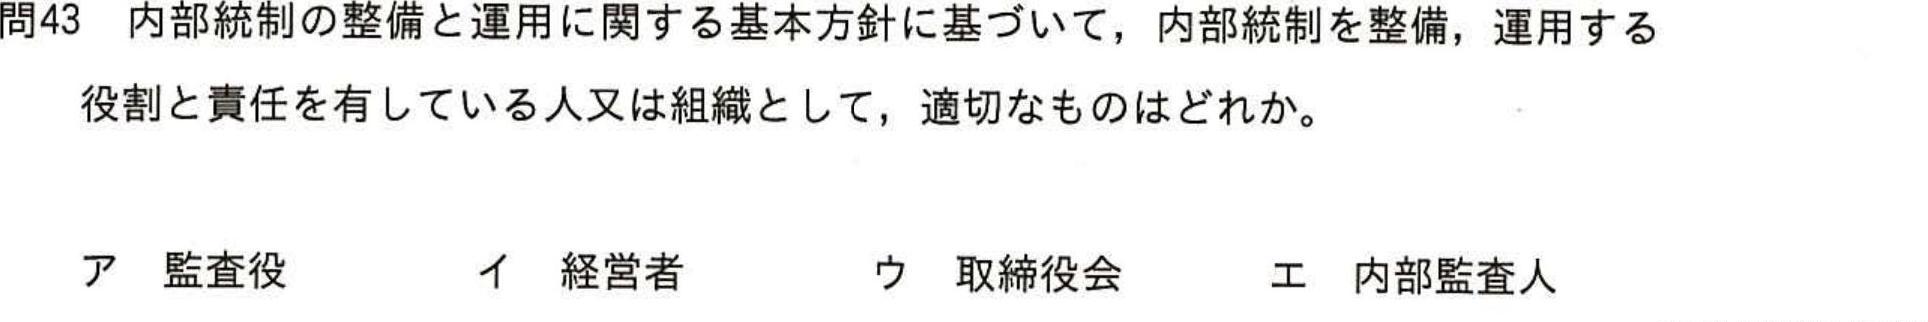 問43　内部統制の整備と運用に関する基本方針に基づいて，内部統制を整備，運用する
役割と責任を有している人又は組織として，適切なものはどれか。
ア　監査役　イ　経営者　ウ　取締役会　エ　内部監査人